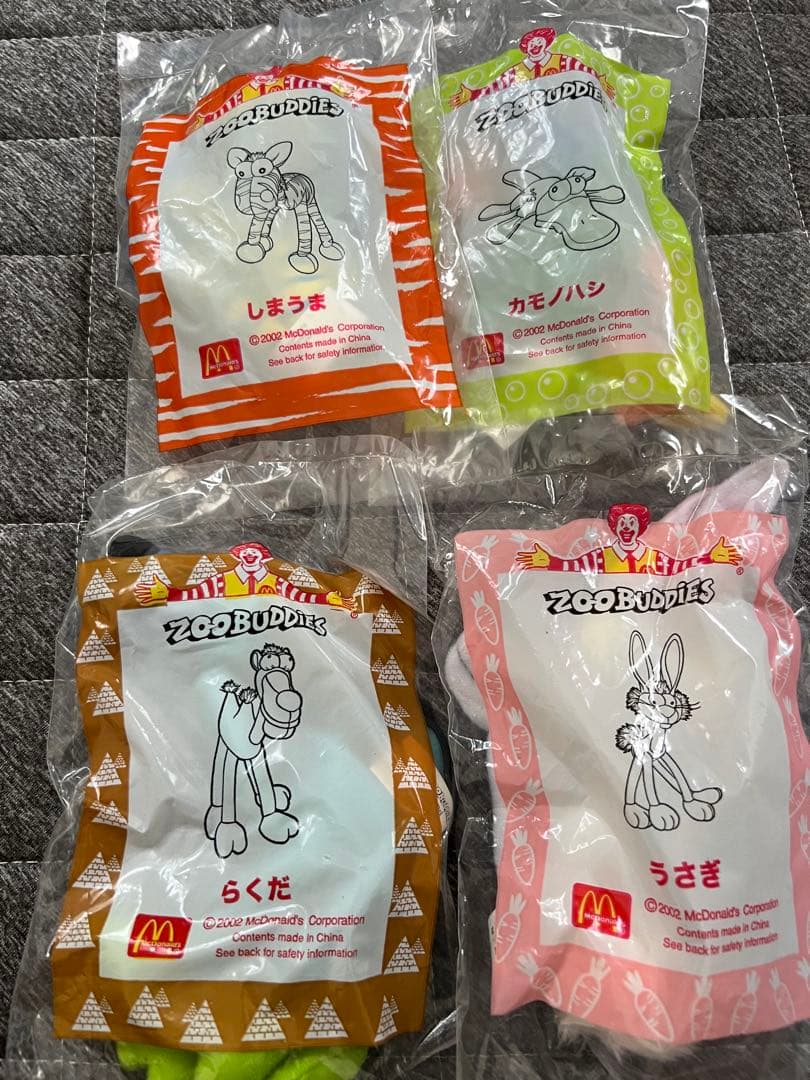 ZOOBUDDIES
しまうま
©2002 McDonald's Corporation
Contents made in China
See back for safety information
McDonald's
ZOOBUDDIES
カモノハシ
©2002 McDonald's Corporation
Contents made in China
See back for safety information
ZOOBUDDIES
らくだ
©2002 McDonald's Corporation
Contents made in China
See back for safety information
McDonald's
ZOOBUDDIES
うさぎ
©2002 McDonald's Corporation
Contents made in China
See back for safety information
McDonald's